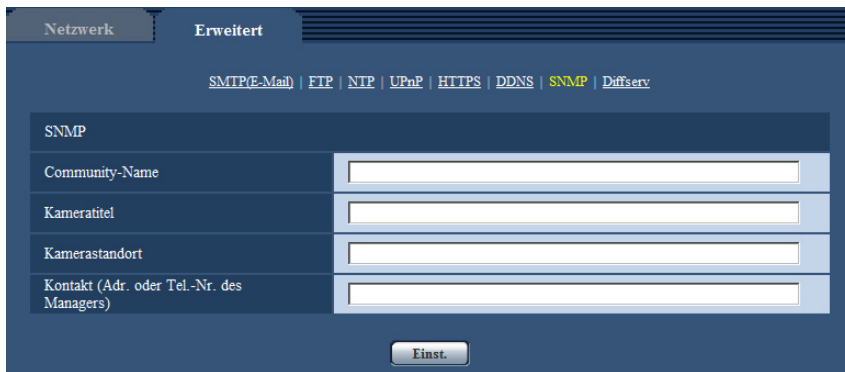 Netzwerk Erweitert
SMTP(E-Mail) | FTP | NTP | UPnP | HTTPS | DDNS | SNMP | Diffserv
SNMP
Community-Name
Kameratitel
Kamerastandort
Kontakt (Adr. oder Tel.-Nr. des
Managers)
Einst.